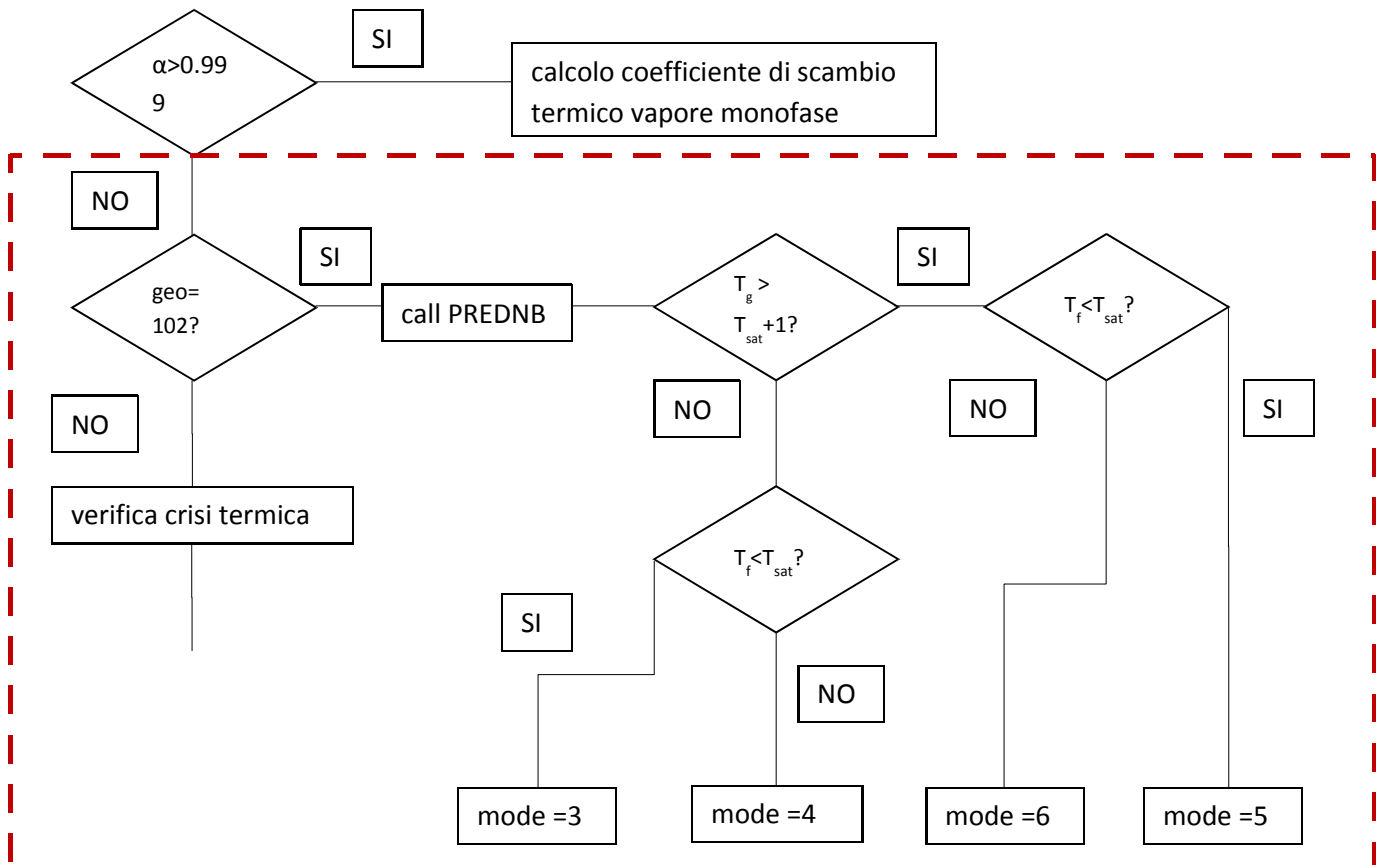 SI
α>0.99
9
calcolo coefficiente di scambio
termico vapore monofase
NO
geo=
102?
SI
call PREDNB
T_g >
T_sat+1?
SI
T_f<T_sat?
NO
NO
NO
SI
verifica crisi termica
T_f<T_sat?
SI
NO
mode =3
mode =4
mode =6
mode =5